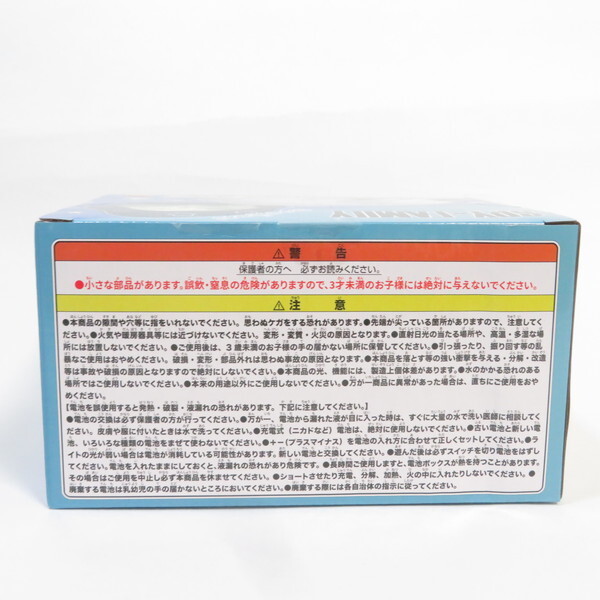 SPY×FAMILY
⚠警告
保護者の方へ 必ずお読みください。
●小さな部品があります。誤飲・窒息の危険がありますので、3才未満のお子様には絶対に与えないでください。
⚠注意
●本商品の隙間や穴等に指をいれないでください。思わぬケガをする恐れがあります。●先端が尖っている箇所がありますので、注意してく
ださい。●火気や暖房器具等には近づけないでください。変形・変質・火災の原因となります。●直射日光の当たる場所や、高温・多湿な場
所には放置しないでください。●ご使用後は、3歳未満のお子様の手の届かない場所に保管してください。●引っ張ったり、振り回す等の乱
暴なご使用はおやめください。破損・変形・部品外れは思わぬ事故の原因となります。●本商品を落とす等の強い衝撃を与える・分解・改造
等は事故や破損の原因となりますので絶対にしないでください。●本商品の光、機能には、製造上個体差があります。●水のかかる恐れのある
場所ではご使用しないでください。●本来の用途以外にご使用しないでください。●万が一商品に異常があった場合は、直ちにご使用をおや
めください。
【電池を誤使用すると発熱・破裂・液漏れの恐れがあります。下記に注意してください。】
●電池の交換は必ず保護者の方が行ってください。●万が一、電池から漏れた液が目に入った時は、すぐに大量の水で洗い医師に相談して
ください。皮膚や服に付いたときは水で洗ってください。●充電式（ニカドなど）電池は、絶対に使用しないでください。●古い電池と新しい電
池、いろいろな種類の電池をまぜて使わないでください。●＋－（プラスマイナス）を電池の入れ方に合わせて正しくセットしてください。●ラ
イトの光が弱い場合は電池が消耗している可能性があります。新しい電池と交換してください。●遊んだ後は必ずスイッチを切り電池をはずし
てください。電池を入れたままにしておくと、液漏れの恐れがあり危険です。●長時間ご使用しますと、電池ボックスが熱を持つことがあります。
その場合はご使用を中止し必ず本商品を休ませてください。●ショートさせたり充電、分解、加熱、火の中に入れたりしないでください。●
廃棄する電池は乳幼児の手の届かないところにおいてください。●廃棄する際には各自治体の指示に従ってください。